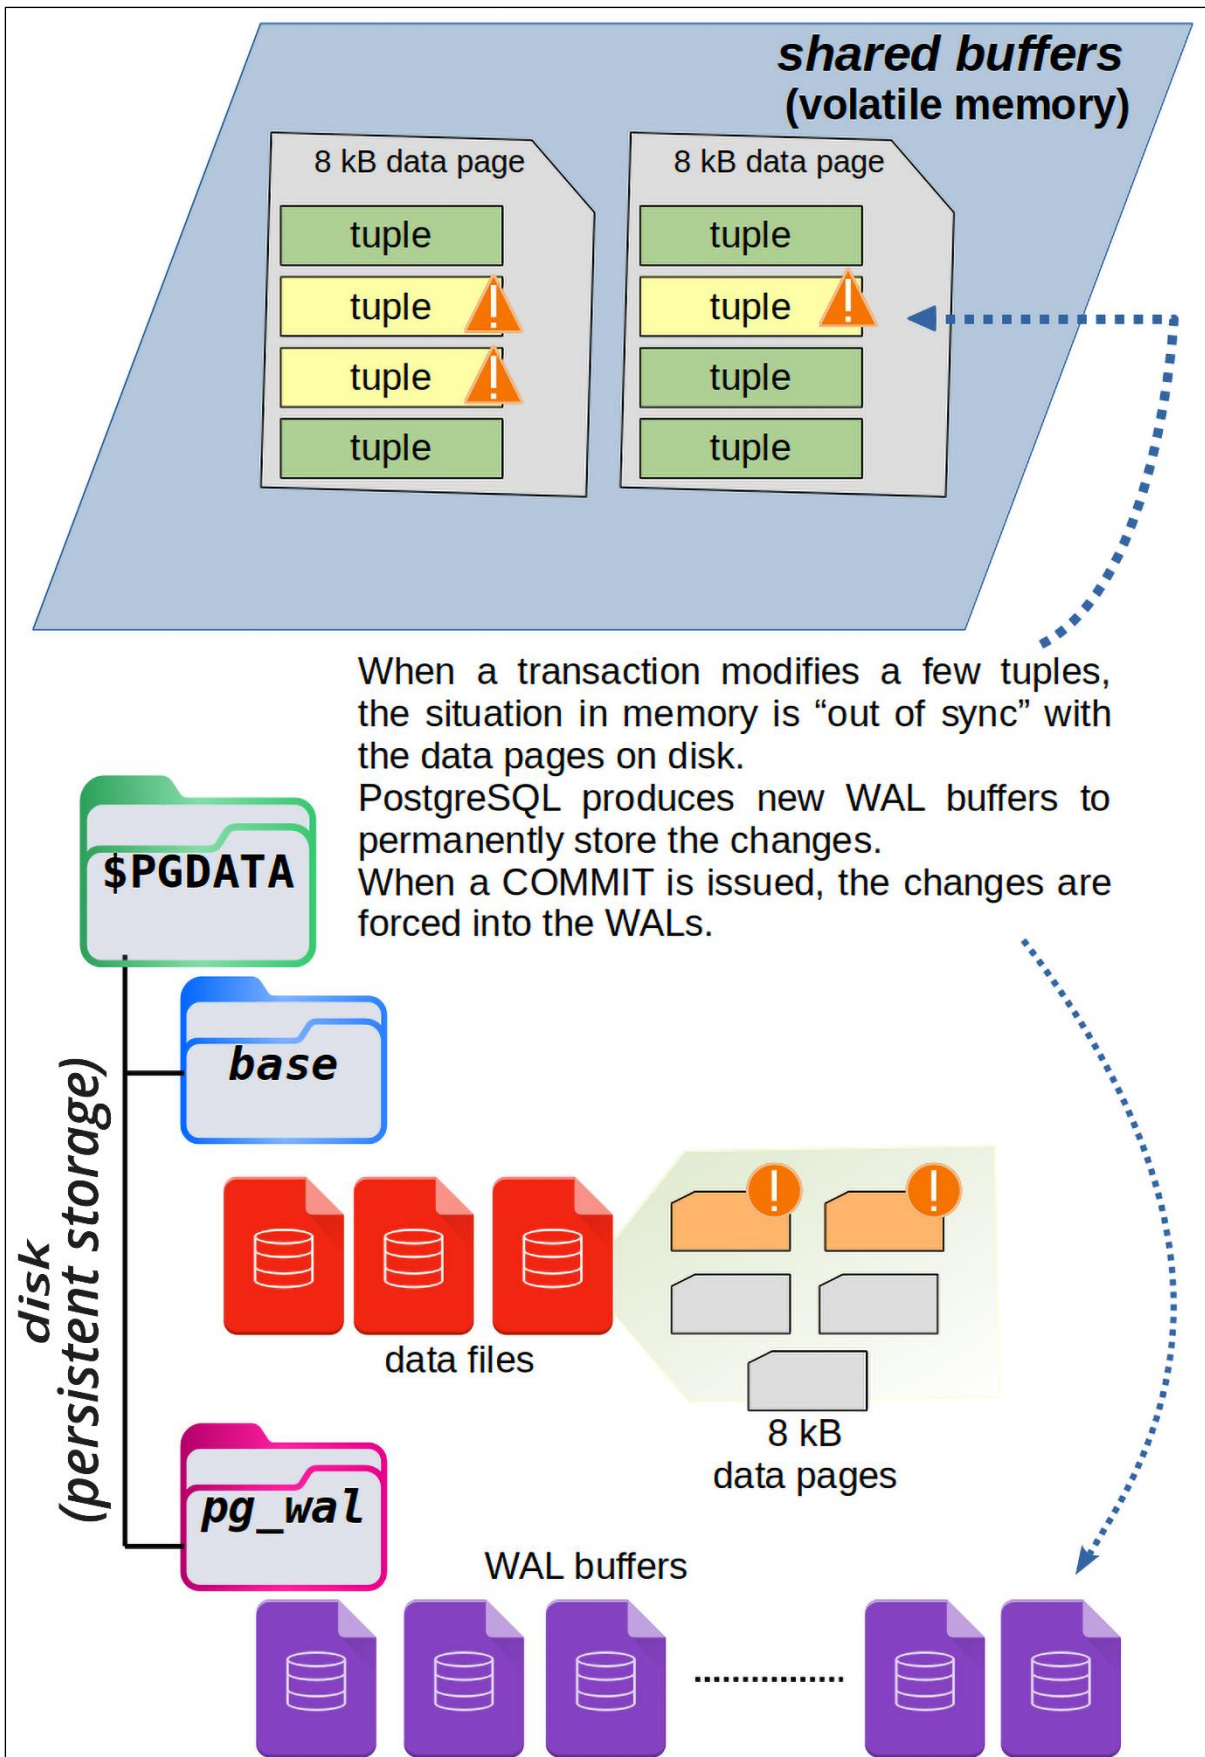 shared buffers
(volatile memory)
8 kB data page
tuple
tuple
tuple
tuple
8 kB data page
tuple
tuple
tuple
tuple
When a transaction modifies a few tuples,
the situation in memory is “out of sync” with
the data pages on disk.
PostgreSQL produces new WAL buffers to
permanently store the changes.
When a COMMIT is issued, the changes are
forced into the WALs.
$PGDATA
base
disk
(persistent storage)
data files
8 kB
data pages
pg_wal
WAL buffers